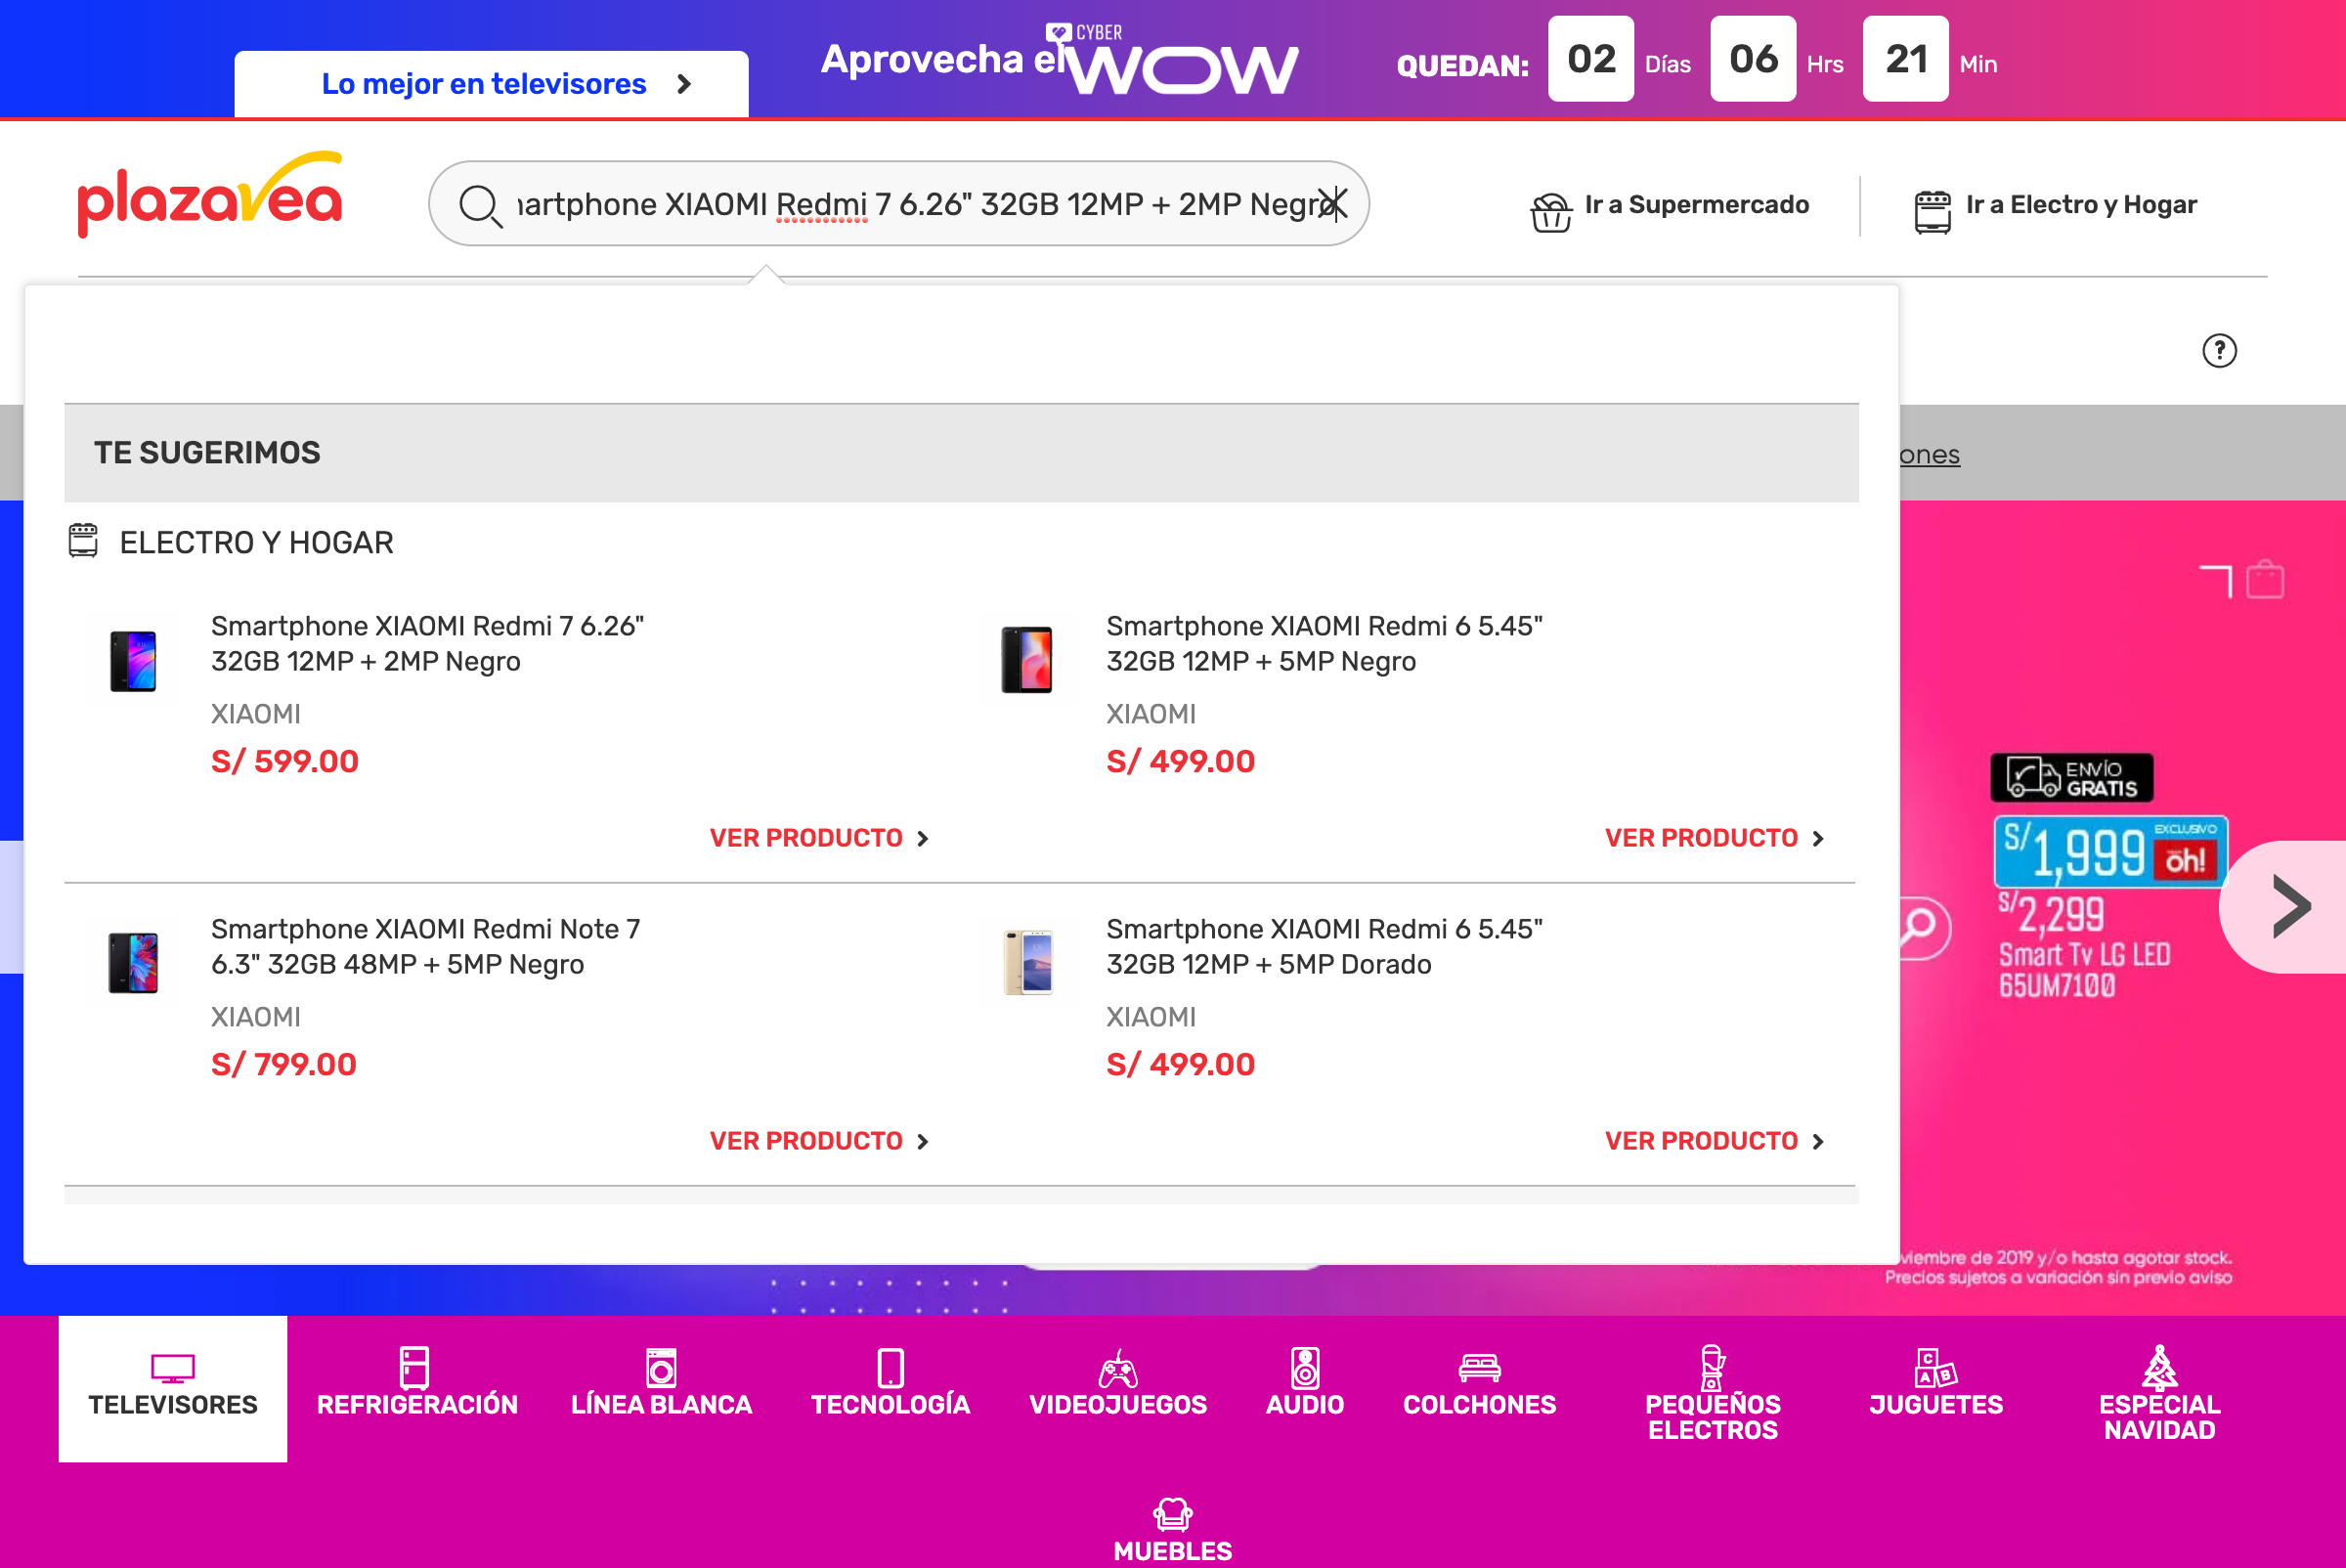 Lo mejor en televisores
Aprovecha el
CYBER
WOW
QUEDAN:
02 Días 06 Hrs 21 Min
plazavea
artphone XIAOMI Redmi 7 6.26" 32GB 12MP + 2MP Negro
Ir a Supermercado
Ir a Electro y Hogar
?
TE SUGERIMOS
ones
ELECTRO Y HOGAR
Smartphone XIAOMI Redmi 7 6.26"
32GB 12MP + 2MP Negro
XIAOMI
S/ 599.00
VER PRODUCTO
Smartphone XIAOMI Redmi 6 5.45"
32GB 12MP + 5MP Negro
XIAOMI
S/ 499.00
VER PRODUCTO
Smartphone XIAOMI Redmi Note 7
6.3" 32GB 48MP + 5MP Negro
XIAOMI
S/ 799.00
VER PRODUCTO
Smartphone XIAOMI Redmi 6 5.45"
32GB 12MP + 5MP Dorado
XIAOMI
S/ 499.00
VER PRODUCTO
ENVÍO
GRATIS
S/1,999
EXCLUSIVO
öh!
S/2,299
Smart Tv LG LED
65UM7100
viembre de 2019 y/o hasta agotar stock.
Precios sujetos a variación sin previo aviso
TELEVISORES
REFRIGERACIÓN
LÍNEA BLANCA
TECNOLOGÍA
VIDEOJUEGOS
AUDIO
COLCHONES
PEQUEÑOS
ELECTROS
C
A B
JUGUETES
ESPECIAL
NAVIDAD
MUEBLES